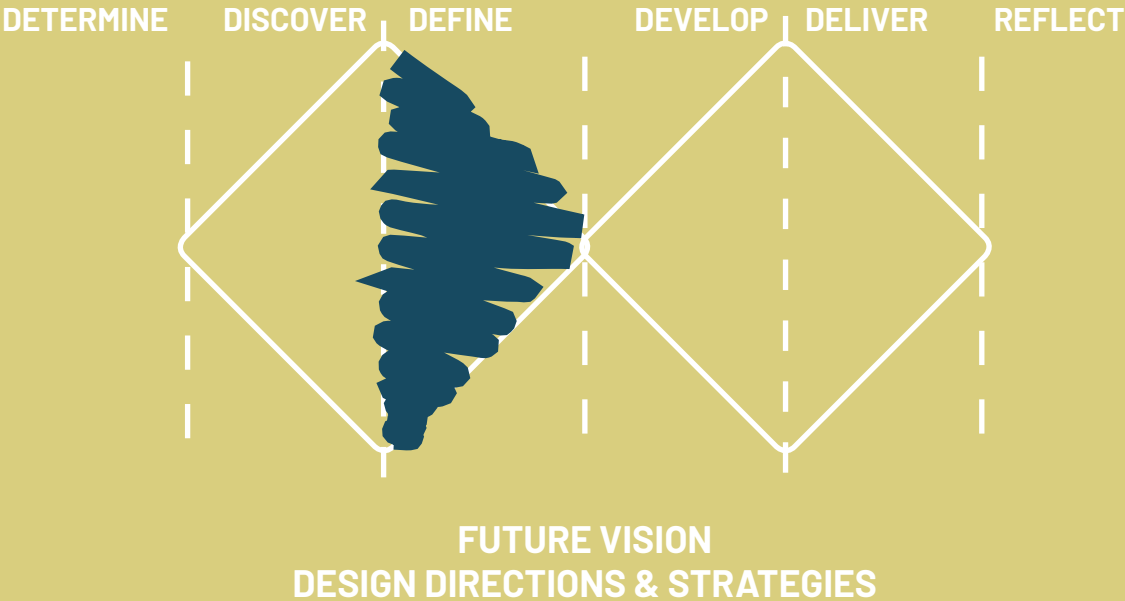 DETERMINE DISCOVER DEFINE DEVELOP DELIVER REFLECT
FUTURE VISION
DESIGN DIRECTIONS & STRATEGIES